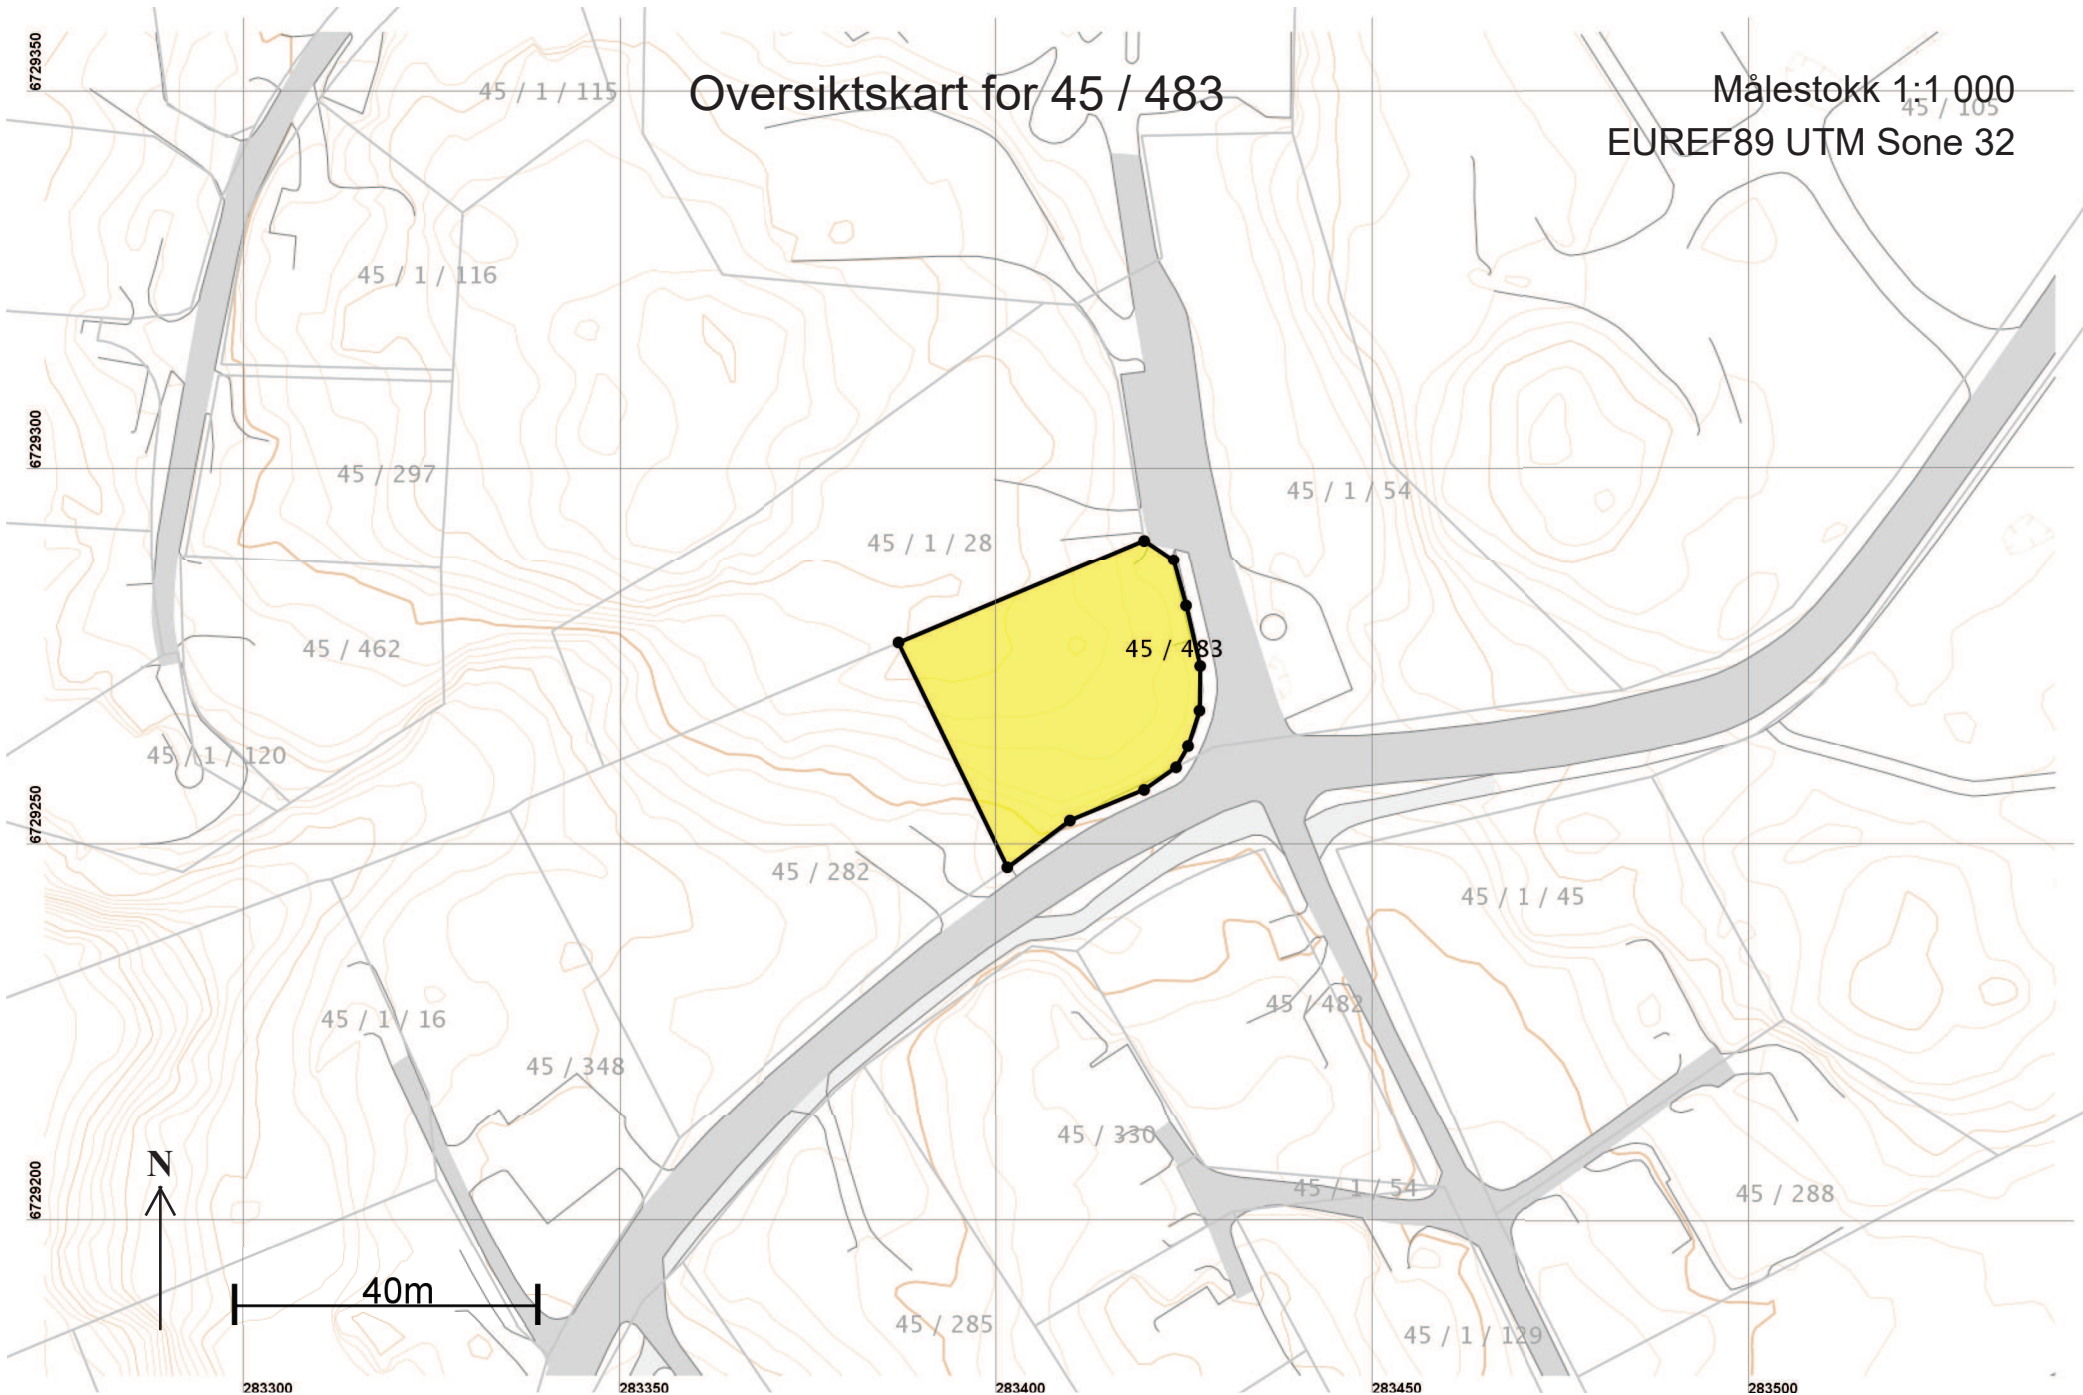 6729350
45 / 1 / 115
Oversiktskart for 45 / 483
Målestokk 1:1 000
45 / 105
EUREF89 UTM Sone 32
45 / 1 / 116
6729300
45 / 297
45 / 1 / 54
45 / 1 / 28
45 / 462
45 / 483
45 / 1 / 120
6729250
45 / 282
45 / 1 / 45
45 / 1 / 16
45 / 482
45 / 348
45 / 330
N
6729200
45 / 1 / 54
45 / 288
40m
45 / 285
45 / 1 / 129
283300
283350
283400
283450
283500